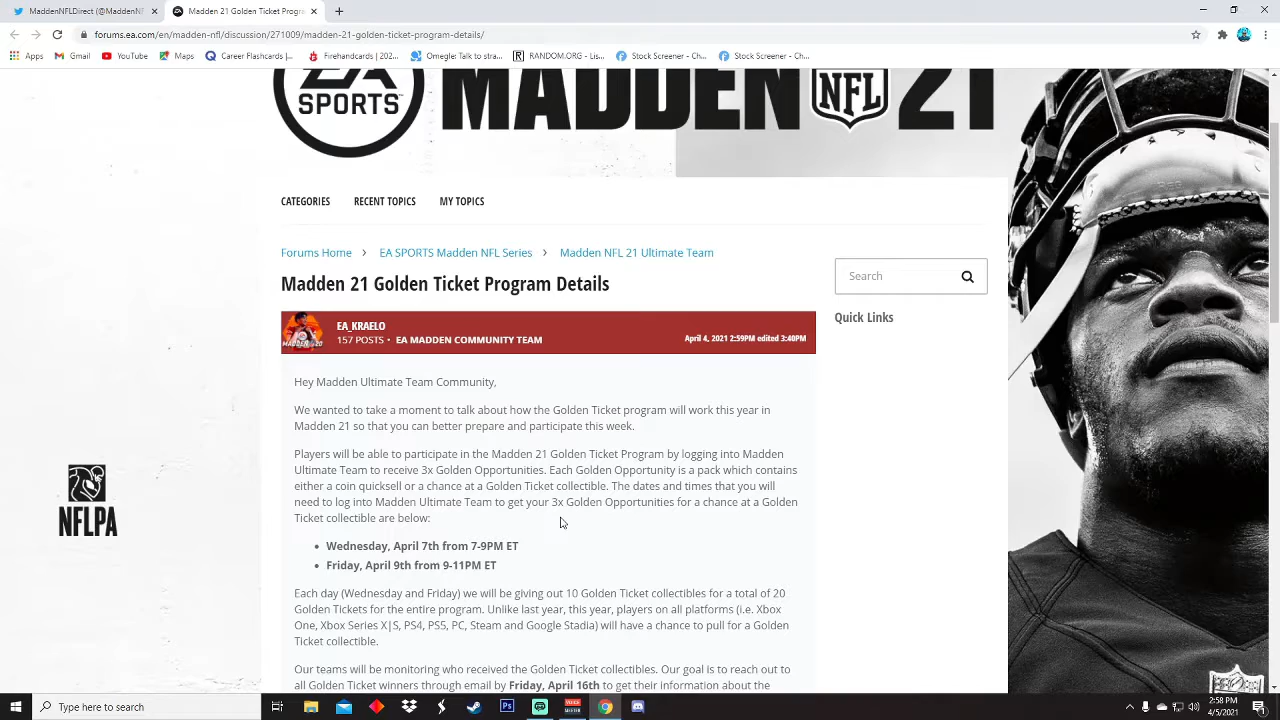 MaddenNFLDirect (@MaddenNFL
Madden 21 Golden Ticket Progr
forums.ea.com/en/madden-nfl/discussion/271009/madden-21-golden-ticket-program-details/
Apps
Gmail
YouTube
Maps
Career Flashcards |...
Firehandcards | 202...
Omegle: Talk to stra...
RANDOM.ORG - Lis...
Stock Screener - Ch...
Stock Screener - Ch...
EA
SPORTS
MADDEN NFL 21
CATEGORIES
RECENT TOPICS
MY TOPICS
Forums Home › EA SPORTS Madden NFL Series › Madden NFL 21 Ultimate Team
Search
Madden 21 Golden Ticket Program Details
Quick Links
EA_KRAELO
157 POSTS • EA MADDEN COMMUNITY TEAM
April 4, 2021 2:59PM edited 3:40PM
Hey Madden Ultimate Team Community,
We wanted to take a moment to talk about how the Golden Ticket program will work this year in
Madden 21 so that you can better prepare and participate this week.
Players will be able to participate in the Madden 21 Golden Ticket Program by logging into Madden
Ultimate Team to receive 3x Golden Opportunities. Each Golden Opportunity is a pack which contains
either a coin quicksell or a chance at a Golden Ticket collectible. The dates and times that you will
need to log into Madden Ultimate Team to get your 3x Golden Opportunities for a chance at a Golden
Ticket collectible are below:
• Wednesday, April 7th from 7-9PM ET
• Friday, April 9th from 9-11PM ET
NFLPA
Each day (Wednesday and Friday) we will be giving out 10 Golden Ticket collectibles for a total of 20
Golden Tickets for the entire program. Unlike last year, this year, players on all platforms (i.e. Xbox
One, Xbox Series X|S, PS4, PS5, PC, Steam and Google Stadia) will have a chance to pull for a Golden
Ticket collectible.
Our teams will be monitoring who received the Golden Ticket collectibles. Our goal is to reach out to
all Golden Ticket winners through email by Friday, April 16th to get their information about the
NFL
Type here to search
2:58 PM
4/58/2021